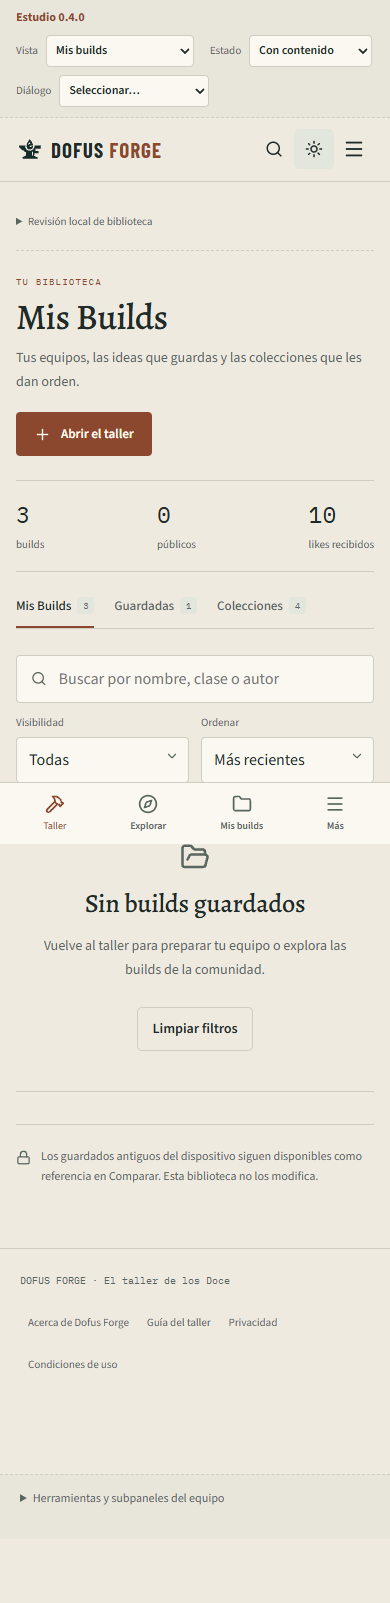 Estudio 0.4.0
Vista Mis builds Estado Con contenido
Diálogo Seleccionar...
DOFUS FORGE
Revisión local de biblioteca
TU BIBLIOTECA
Mis Builds
Tus equipos, las ideas que guardas y las colecciones que les
dan orden.
Abrir el taller
3 0 10
builds públicos likes recibidos
Mis Builds 3 Guardadas 1 Colecciones 4
Buscar por nombre, clase o autor
Visibilidad Ordenar
Todas Más recientes
Taller Explorar Mis builds Más
Sin builds guardados
Vuelve al taller para preparar tu equipo o explora las
builds de la comunidad.
Limpiar filtros
Los guardados antiguos del dispositivo siguen disponibles como
referencia en Comparar. Esta biblioteca no los modifica.
DOFUS FORGE · El taller de los Doce
Acerca de Dofus Forge Guía del taller Privacidad
Condiciones de uso
Herramientas y subpaneles del equipo